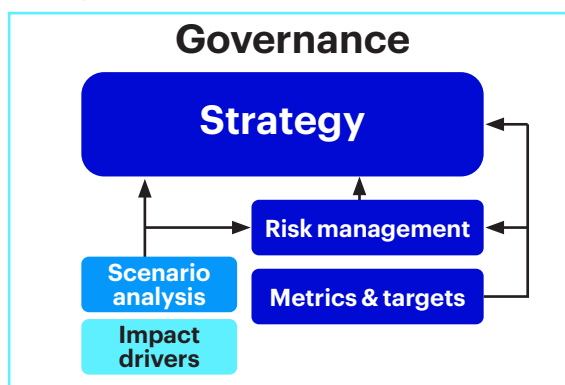 Governance
Strategy
Risk management
Scenario
analysis
Metrics & targets
Impact
drivers